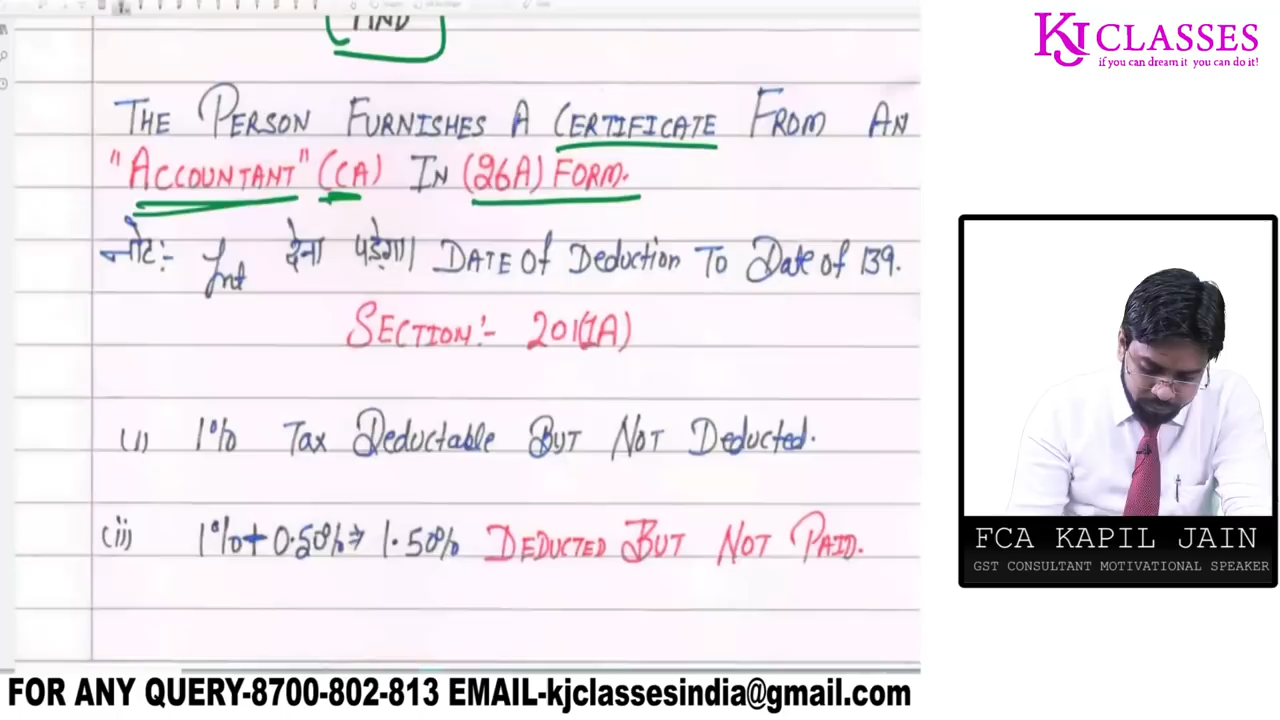 FIND
KJ CLASSES
if you can dream it you can do it!
THE PERSON FURNISHES A CERTIFICATE FROM AN
"ACCOUNTANT" (CA) IN (26A) FORM.
नोट:- Int देना पड़ेगा। DATE Of Deduction To Date of 139.
SECTION:- 201(1A)
(i) 1% Tax Deductable But Not Deducted.
(ii) 1%+0.50%⇒ 1.50% DEDUCTED BUT NOT PAID.
FCA KAPIL JAIN
GST CONSULTANT MOTIVATIONAL SPEAKER
FOR ANY QUERY-8700-802-813 EMAIL-kjclassesindia@gmail.com